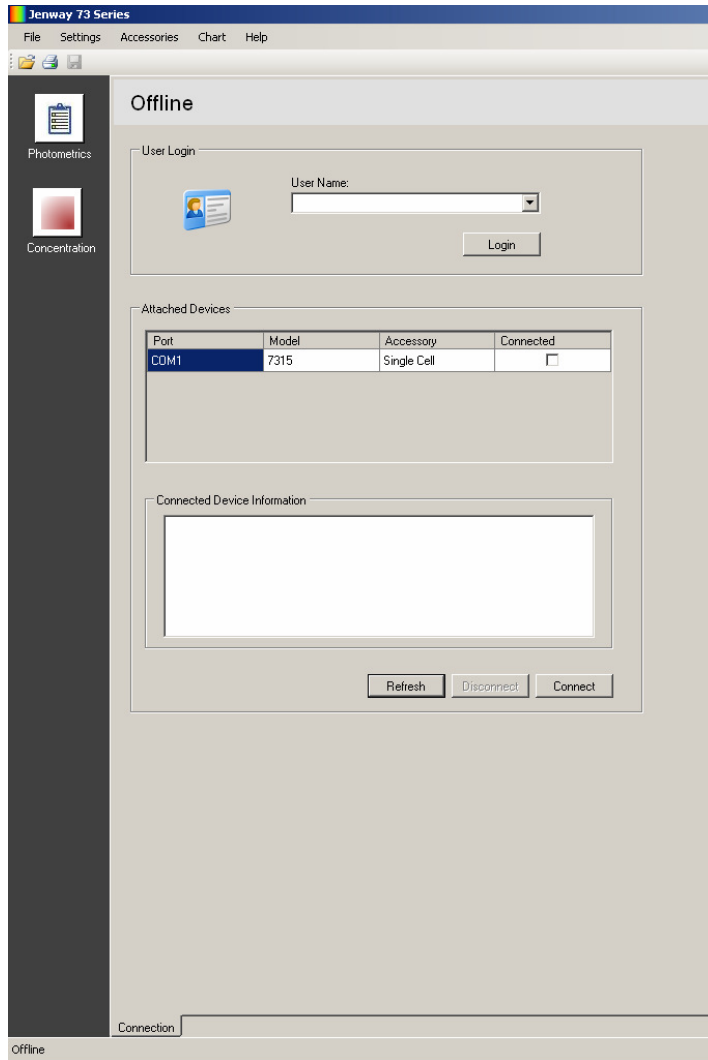 Jenway 73 Series
File Settings Accessories Chart Help
Offline
Photometrics
Concentration
User Login
User Name:
Login
Attached Devices
Port Model Accessory Connected
COM1 7315 Single Cell
Connected Device Information
Refresh Disconnect Connect
Connection
Offline